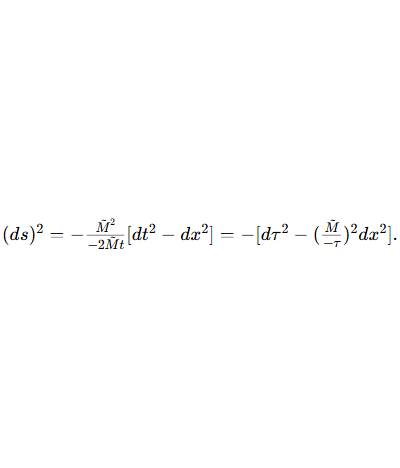 $(ds)^2 = -\frac{\tilde{M}^2}{-2\tilde{M}t}[dt^2 - dx^2] = -[d\tau^2 - (\frac{\tilde{M}}{-\tau})^2 dx^2].$